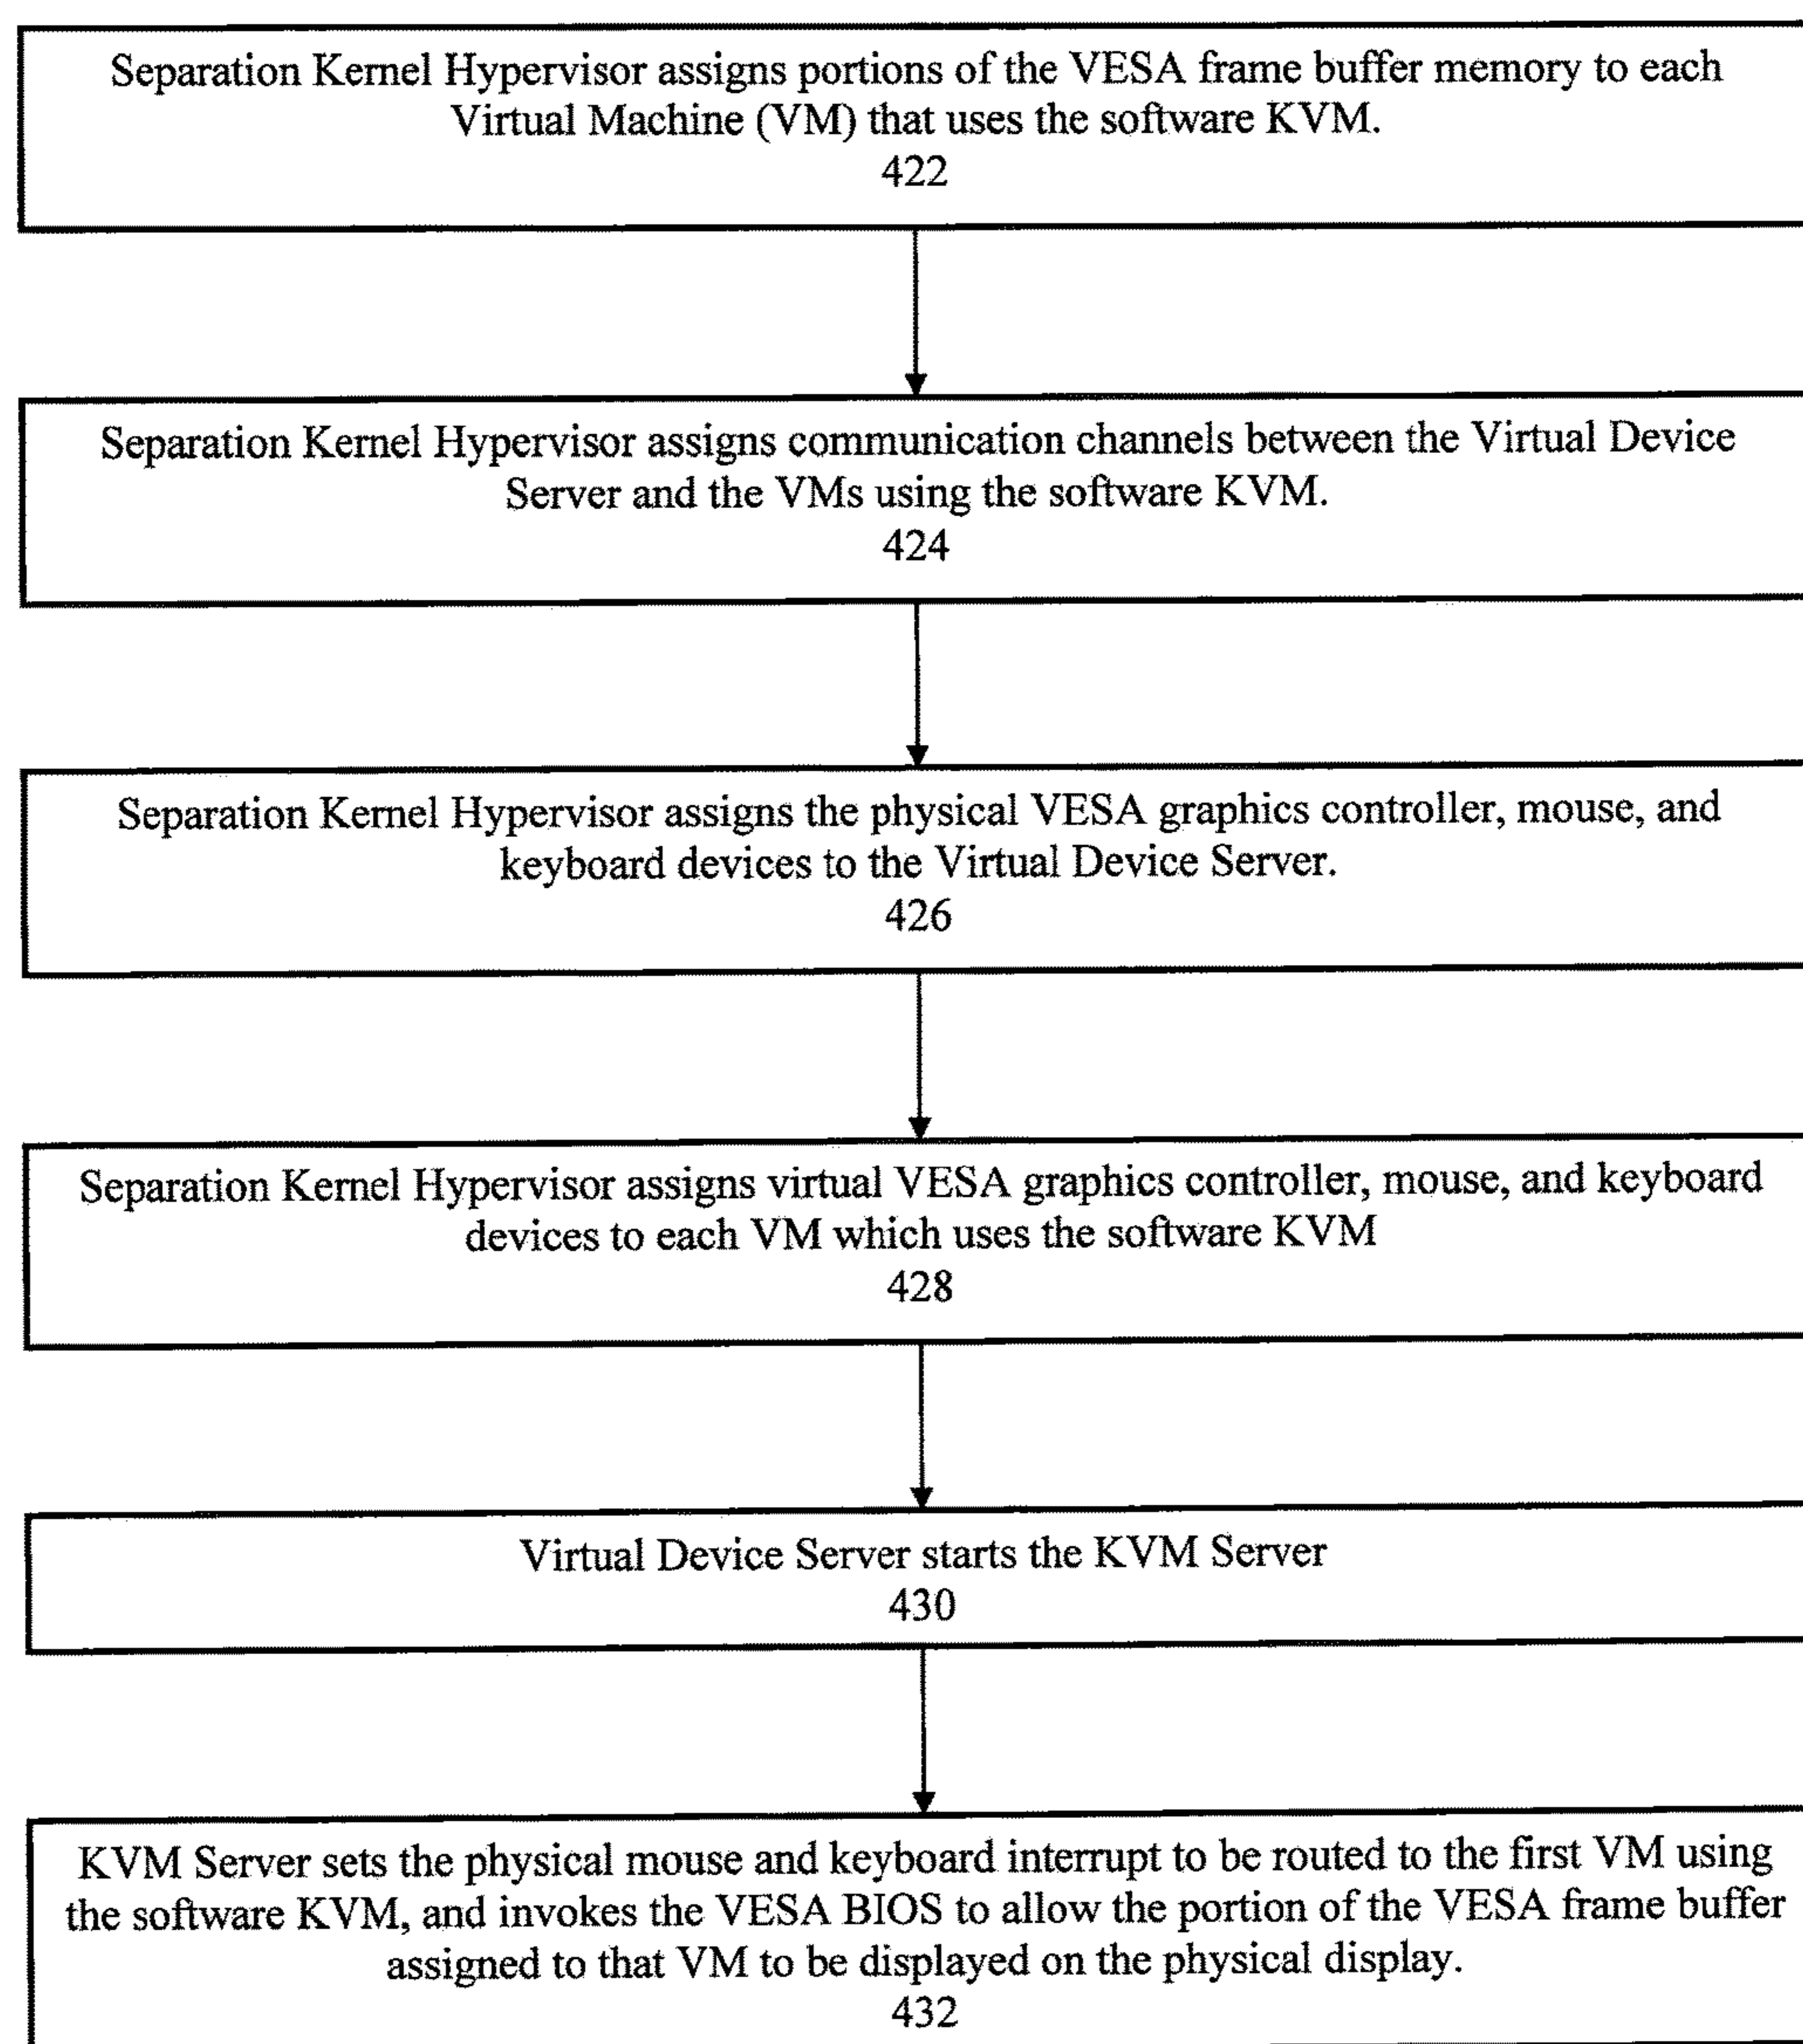 Separation Kernel Hypervisor assigns portions of the VESA frame buffer memory to each
Virtual Machine (VM) that uses the software KVM.
422
Separation Kernel Hypervisor assigns communication channels between the Virtual Device
Server and the VMs using the software KVM.
424
Separation Kernel Hypervisor assigns the physical VESA graphics controller, mouse, and
keyboard devices to the Virtual Device Server.
426
Separation Kernel Hypervisor assigns virtual VESA graphics controller, mouse, and keyboard
devices to each VM which uses the software KVM
428
Virtual Device Server starts the KVM Server
430
KVM Server sets the physical mouse and keyboard interrupt to be routed to the first VM using
the software KVM, and invokes the VESA BIOS to allow the portion of the VESA frame buffer
assigned to that VM to be displayed on the physical display.
432